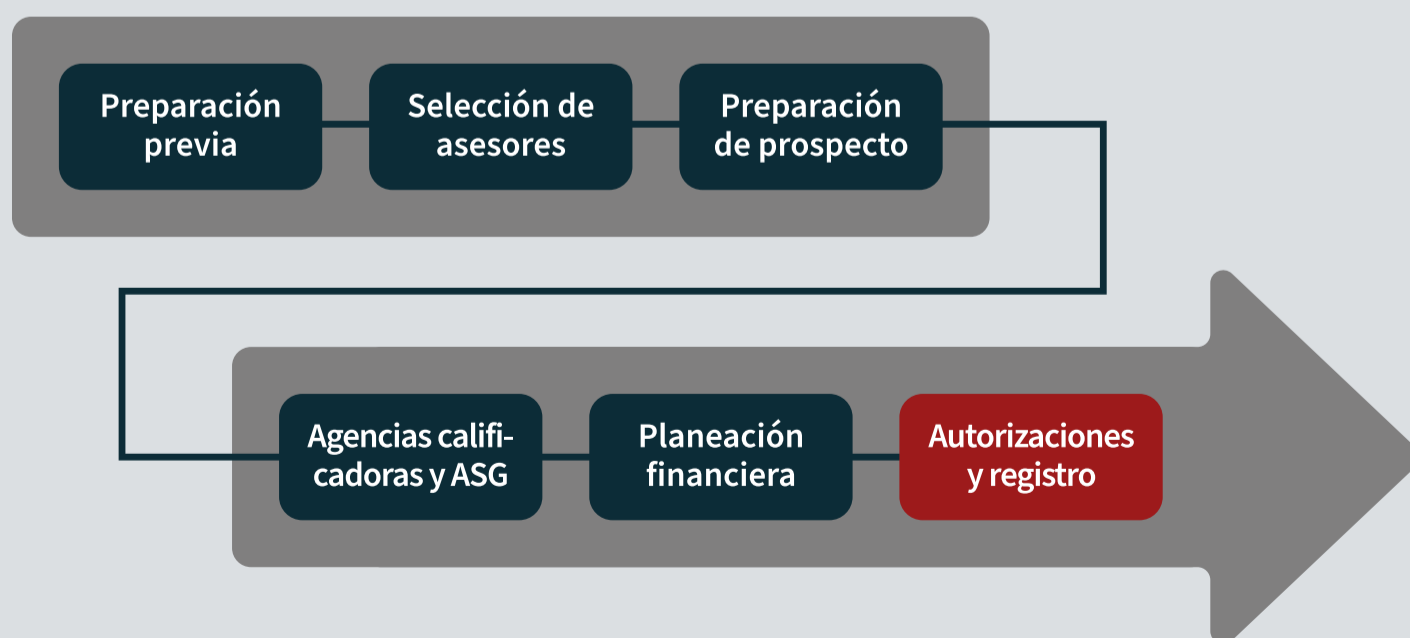 Preparación
previa
Selección de
asesores
Preparación
de prospecto
Agencias califi-
cadoras y ASG
Planeación
financiera
Autorizaciones
y registro